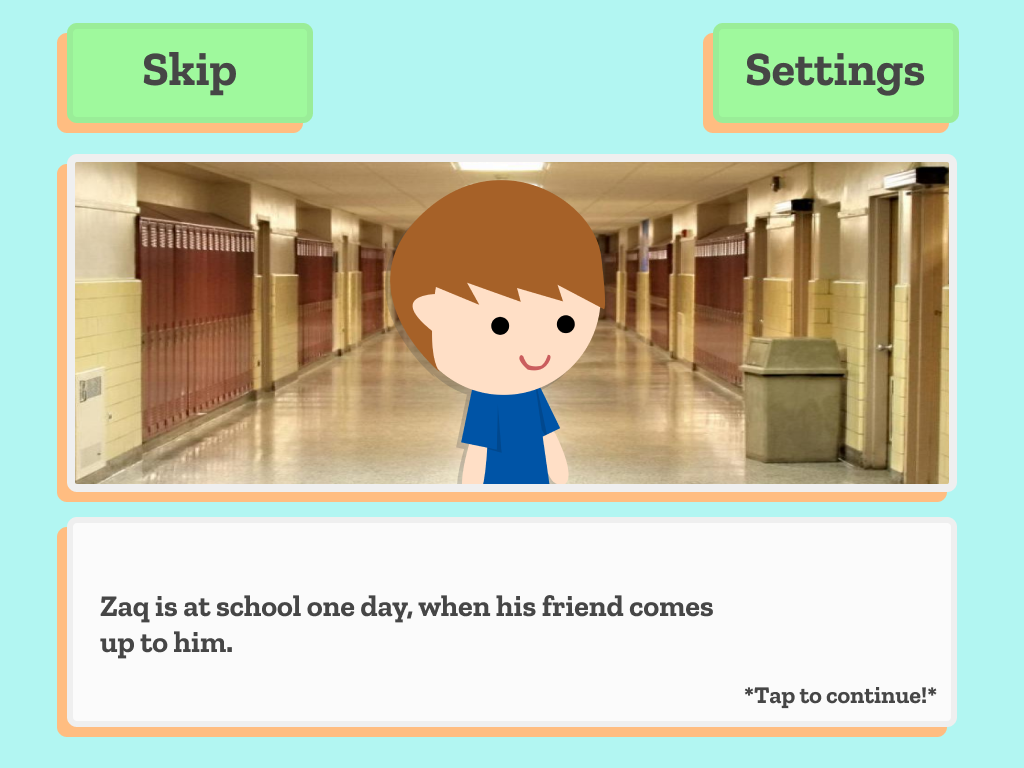 Skip
Settings
Zaq is at school one day, when his friend comes
up to him.
*Tap to continue!*